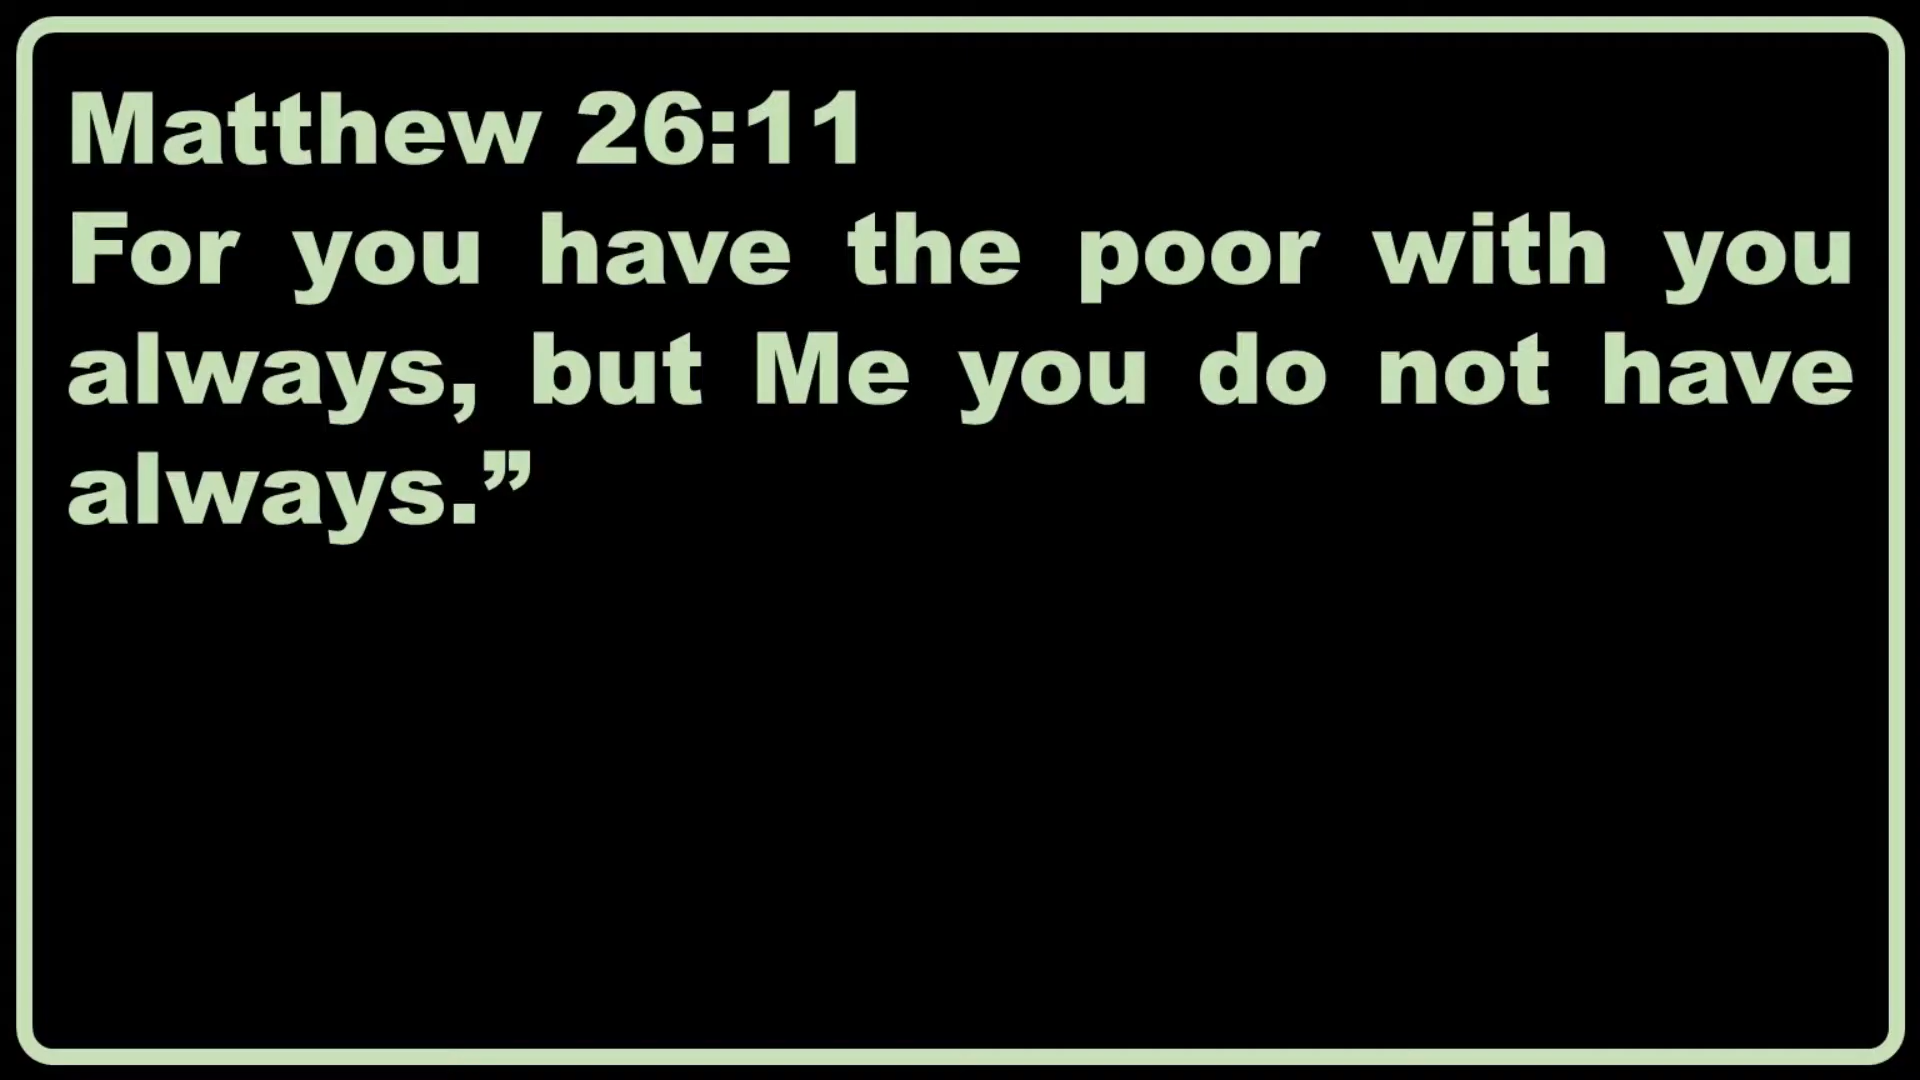 Matthew 26:11
For you have the poor with you
always, but Me you do not have
always.”